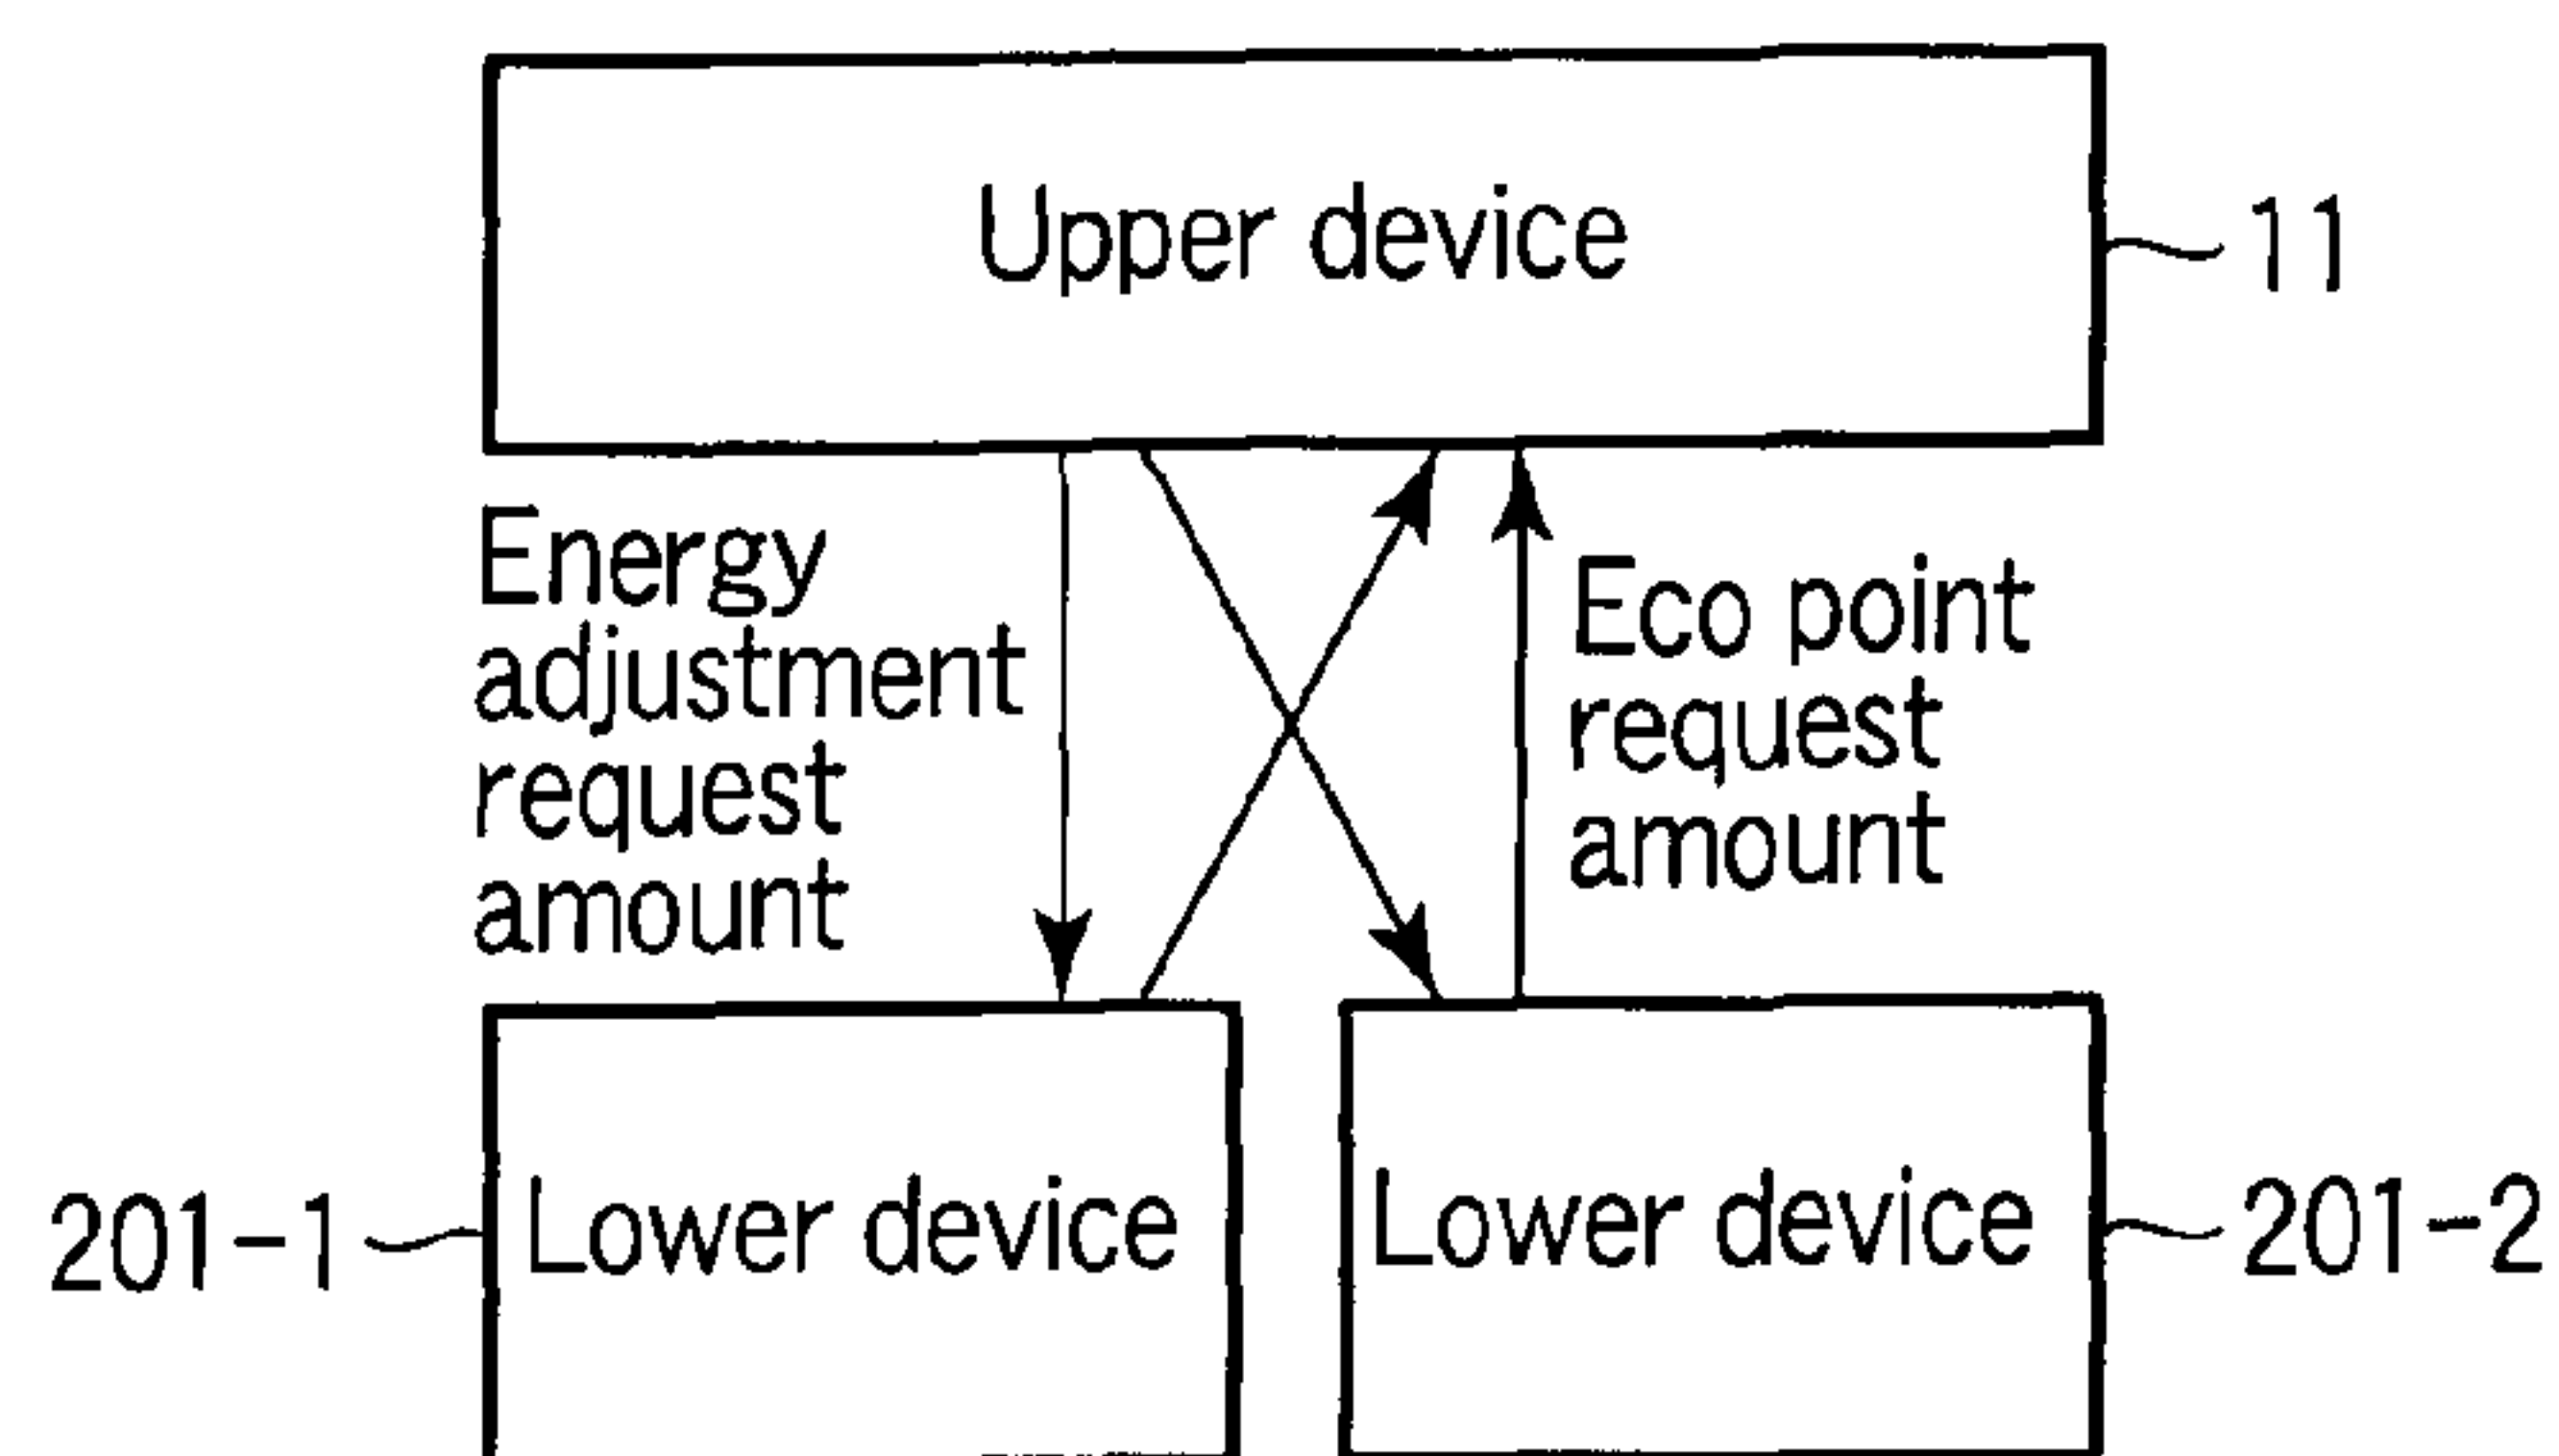 Upper device
11
Energy
adjustment
request
amount
Eco point
request
amount
201-1
Lower device
Lower device
201-2